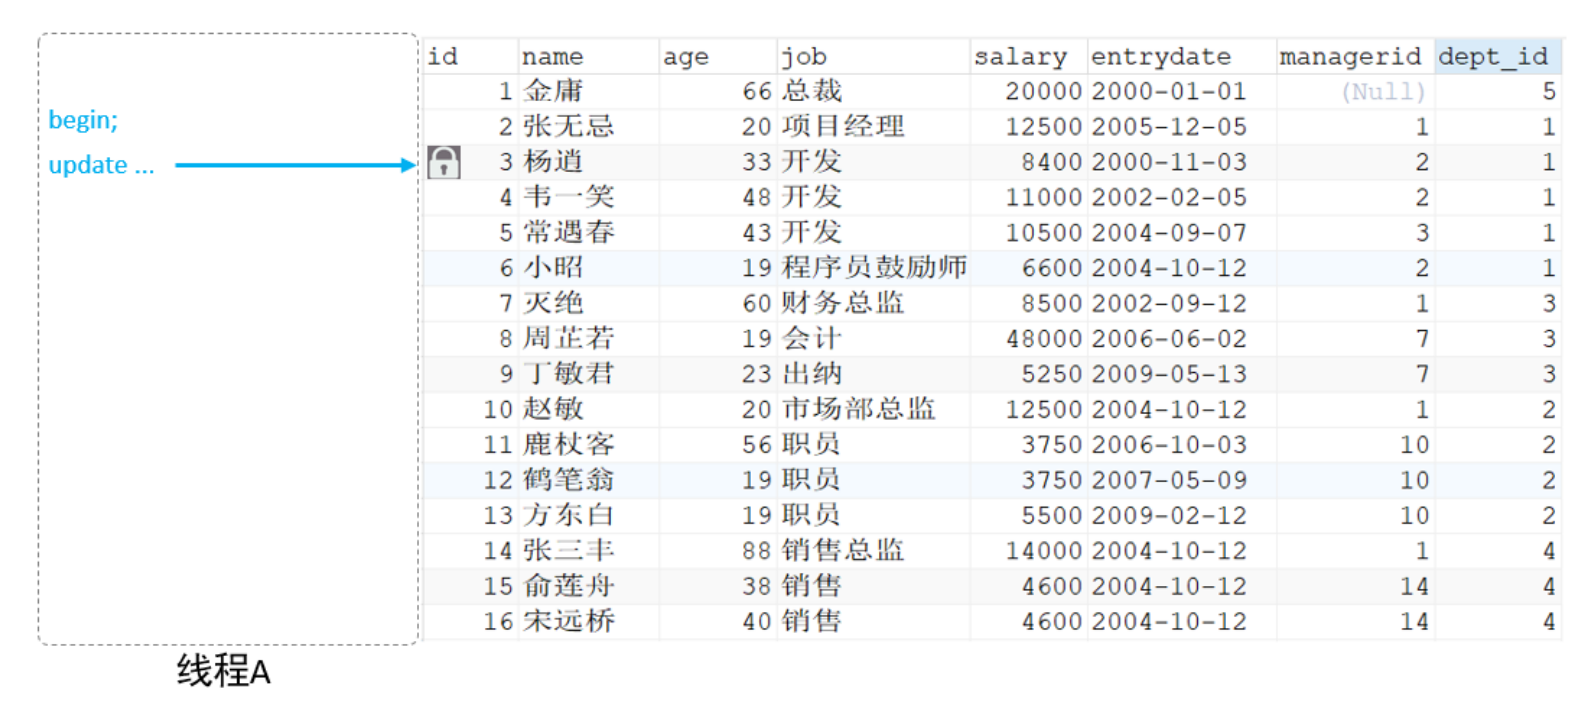 id name age job salary entrydate managerid dept_id
1 金庸 66 总裁 20000 2000-01-01 (Null) 5
begin;
2 张无忌 20 项目经理 12500 2005-12-05 1 1
update ...
3 杨逍 33 开发 8400 2000-11-03 2 1
4 韦一笑 48 开发 11000 2002-02-05 2 1
5 常遇春 43 开发 10500 2004-09-07 3 1
6 小昭 19 程序员鼓励师 6600 2004-10-12 2 1
7 灭绝 60 财务总监 8500 2002-09-12 1 3
8 周芷若 19 会计 48000 2006-06-02 7 3
9 丁敏君 23 出纳 5250 2009-05-13 7 3
10 赵敏 20 市场部总监 12500 2004-10-12 1 2
11 鹿杖客 56 职员 3750 2006-10-03 10 2
12 鹤笔翁 19 职员 3750 2007-05-09 10 2
13 方东白 19 职员 5500 2009-02-12 10 2
14 张三丰 88 销售总监 14000 2004-10-12 1 4
15 俞莲舟 38 销售 4600 2004-10-12 14 4
16 宋远桥 40 销售 4600 2004-10-12 14 4
线程A